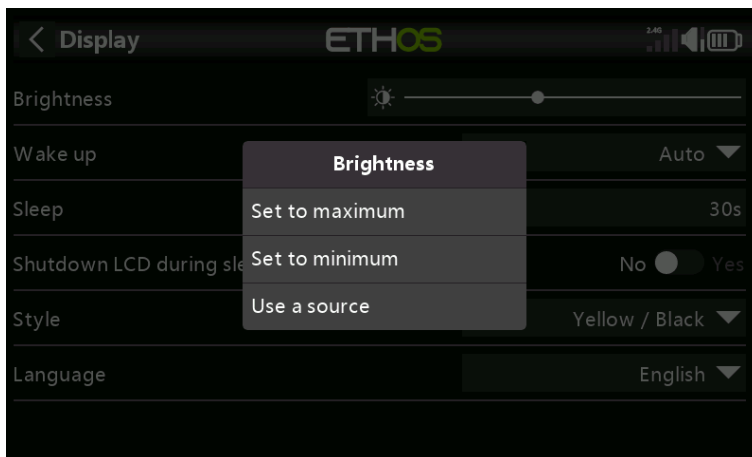 Display
ETHOS
2.4G
Brightness
Wake up
Auto
Brightness
Set to maximum
Sleep
30s
Set to minimum
Shutdown LCD during sle
No
Yes
Use a source
Style
Yellow / Black
Language
English